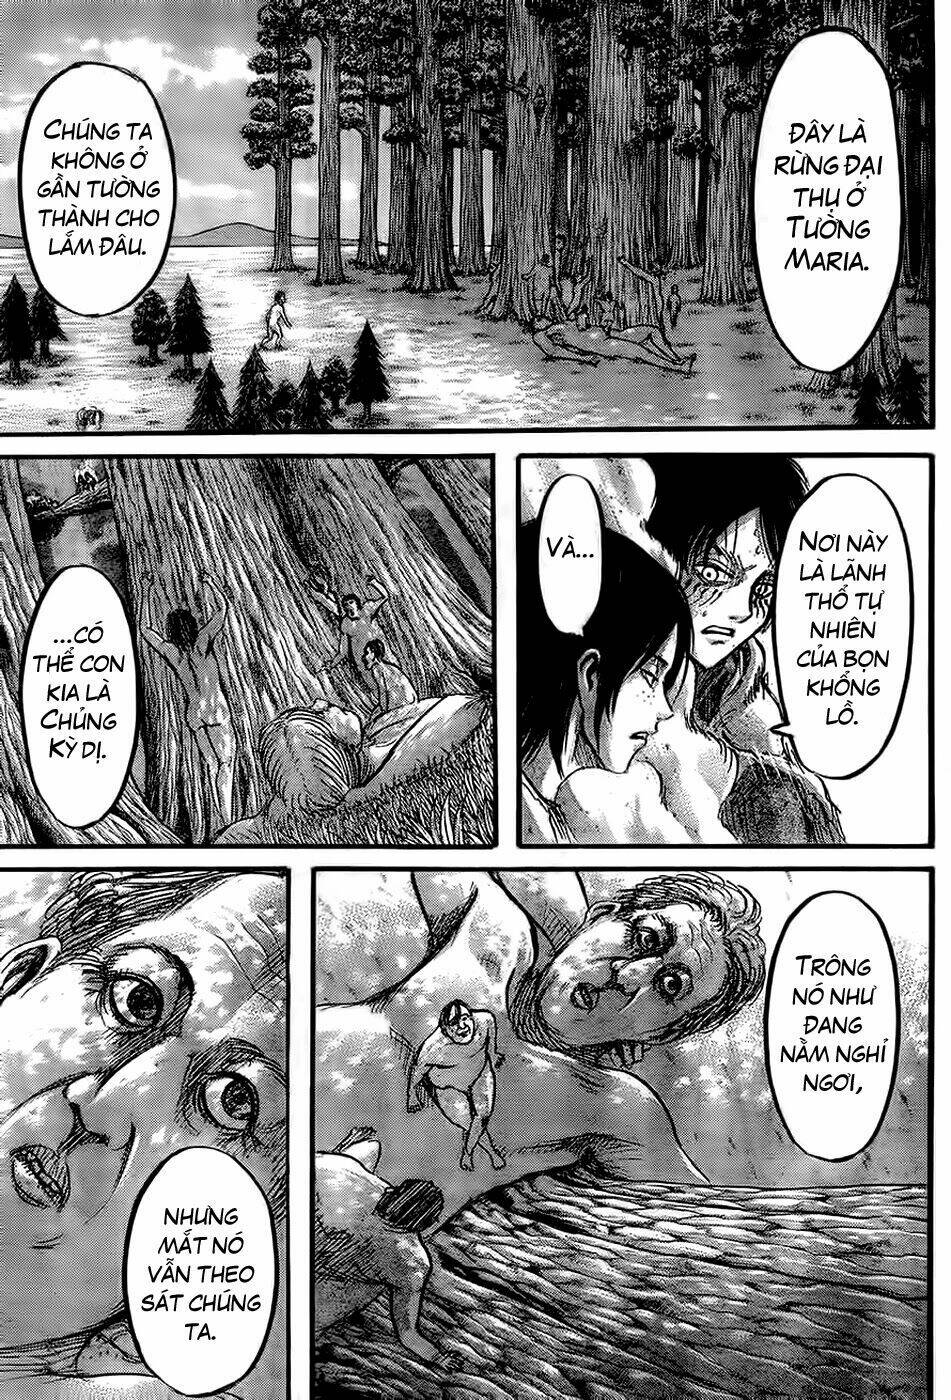 ĐÂY LÀ
RỪNG ĐẠI
THỤ Ở
TƯỜNG
MARIA.
CHÚNG TA
KHÔNG Ở
GẦN TƯỜNG
THÀNH CHO
LẮM ĐÂU.
NƠI NÀY
LÀ LÃNH
THỔ TỰ
NHIÊN
CỦA BỌN
KHỔNG
LỒ.
VÀ...
...CÓ
THỂ CON
KIA LÀ
CHỦNG
KỲ DỊ.
TRÔNG
NÓ NHƯ
ĐANG
NẰM NGHỈ
NGƠI,
NHƯNG
MẮT NÓ
VẪN THEO
SÁT CHÚNG
TA.